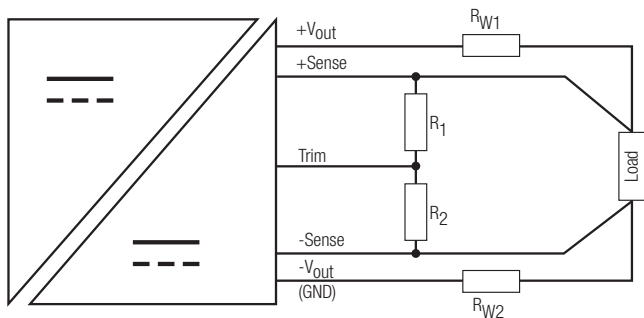 +Vout
RW1
+Sense
R1
Trim
Load
R2
-Sense
-Vout
(GND)
RW2